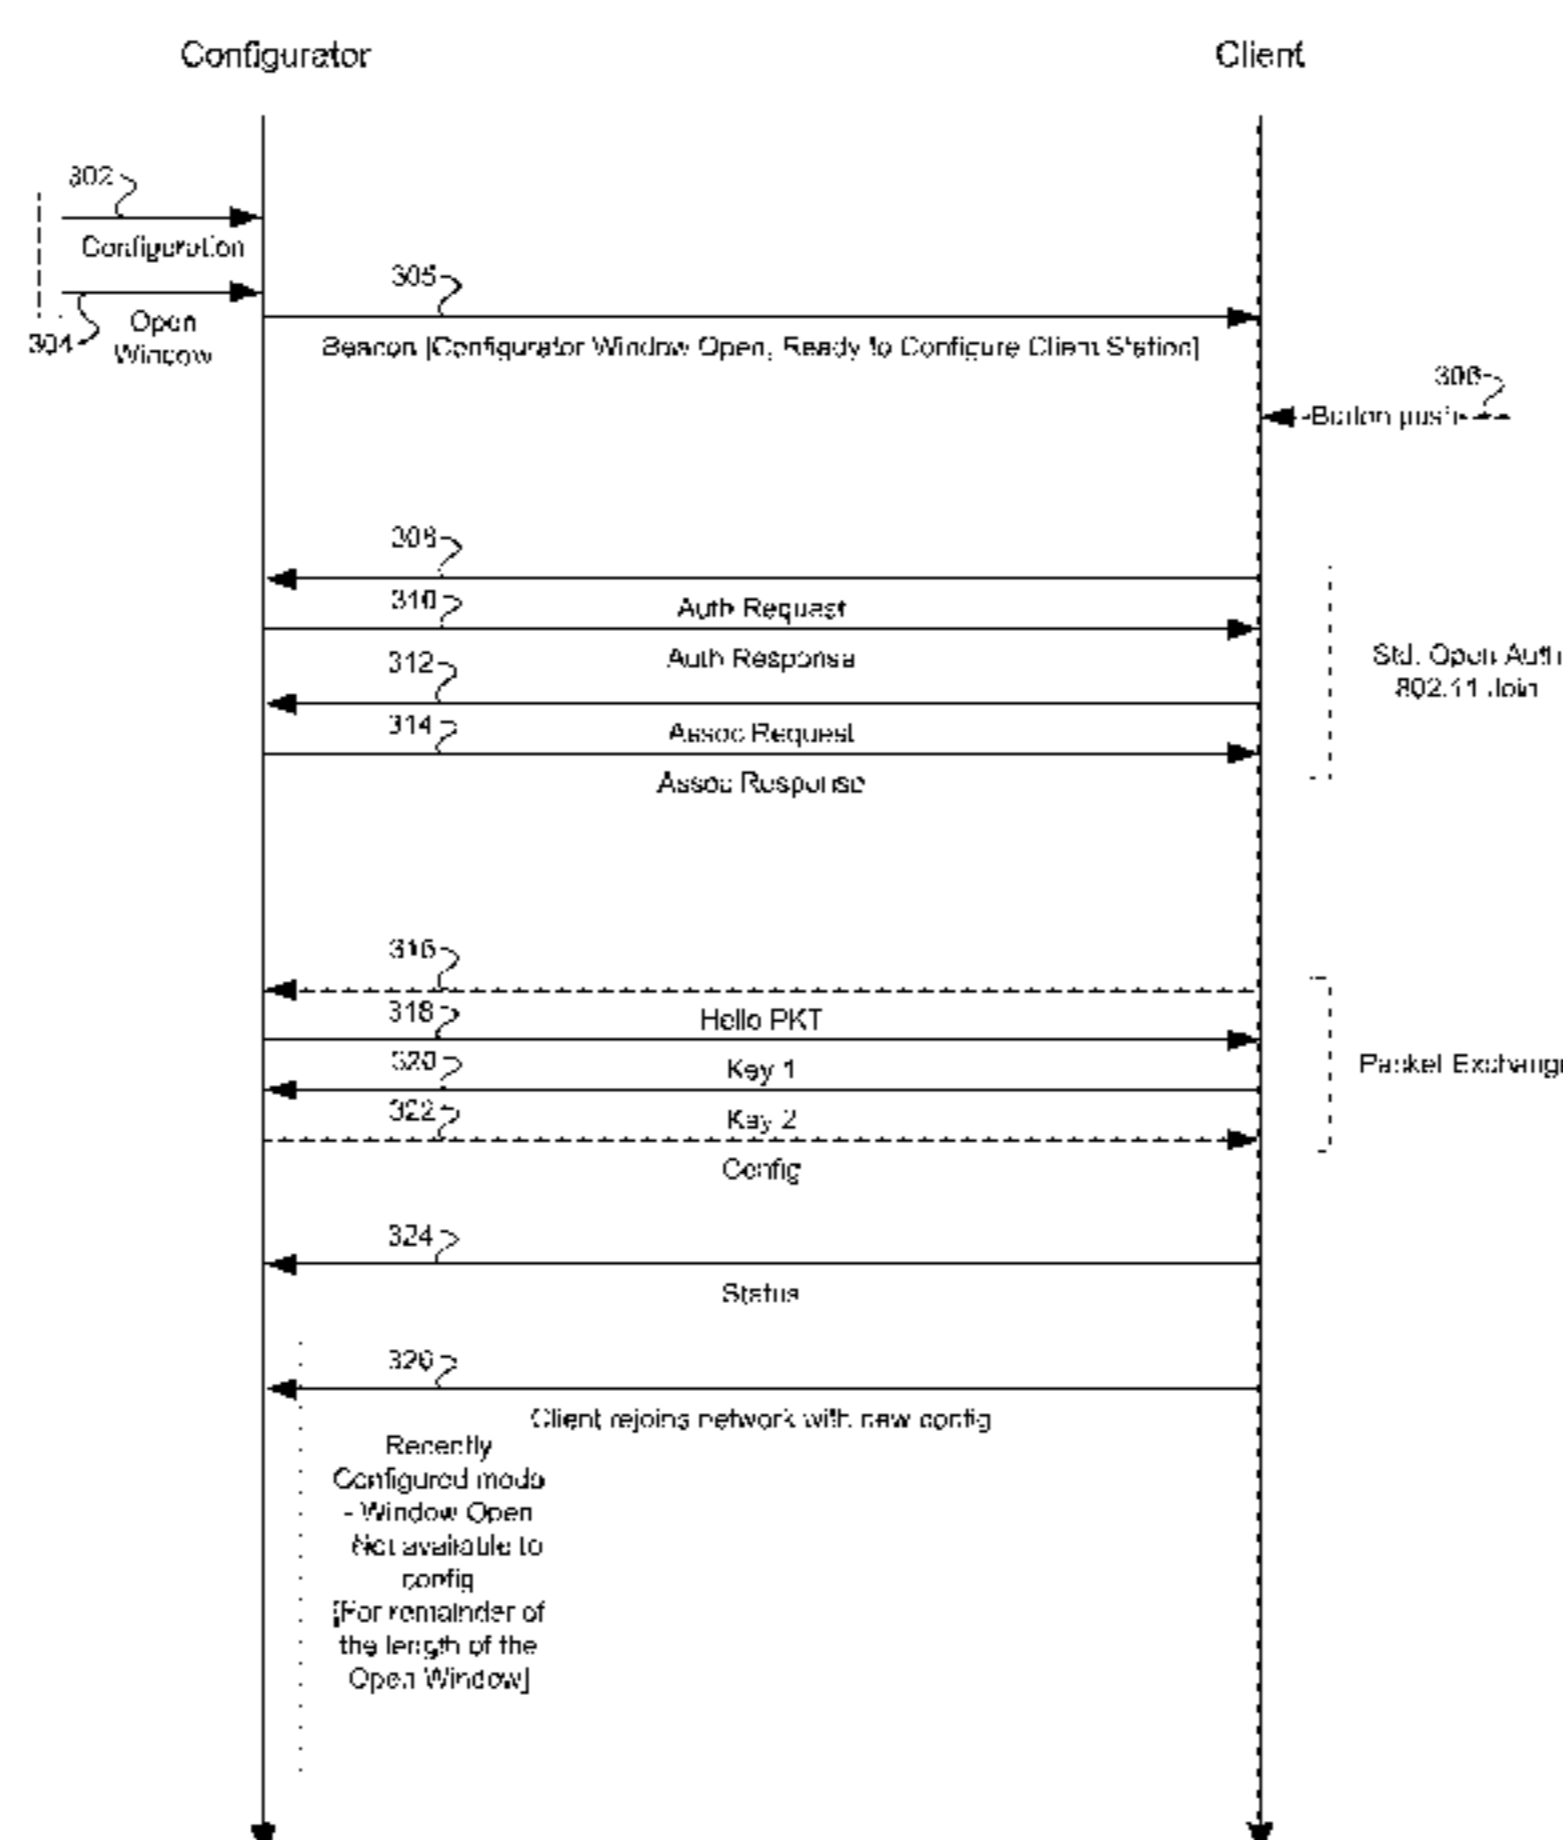 Configurator
Client
302
Configuration
305
304
Open
Window
Beacon [Configurator Window Open, Ready to Configure Client Station]
306
Button push
308
310
Auth Request
Auth Response
312
Std. Open Auth
802.11 Join
314
Assoc Request
Assoc Response
316
318
Hello PKT
320
Key 1
Packet Exchang
322
Key 2
Config
324
Status
326
Client rejoins network with new config
Recently
Configured mode
- Window Open
Not available to
config
[For remainder of
the length of the
Open Window]